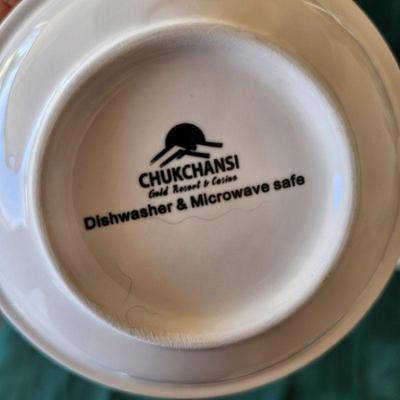 CHUKCHANSI
Gold Resort & Casino
Dishwasher & Microwave safe